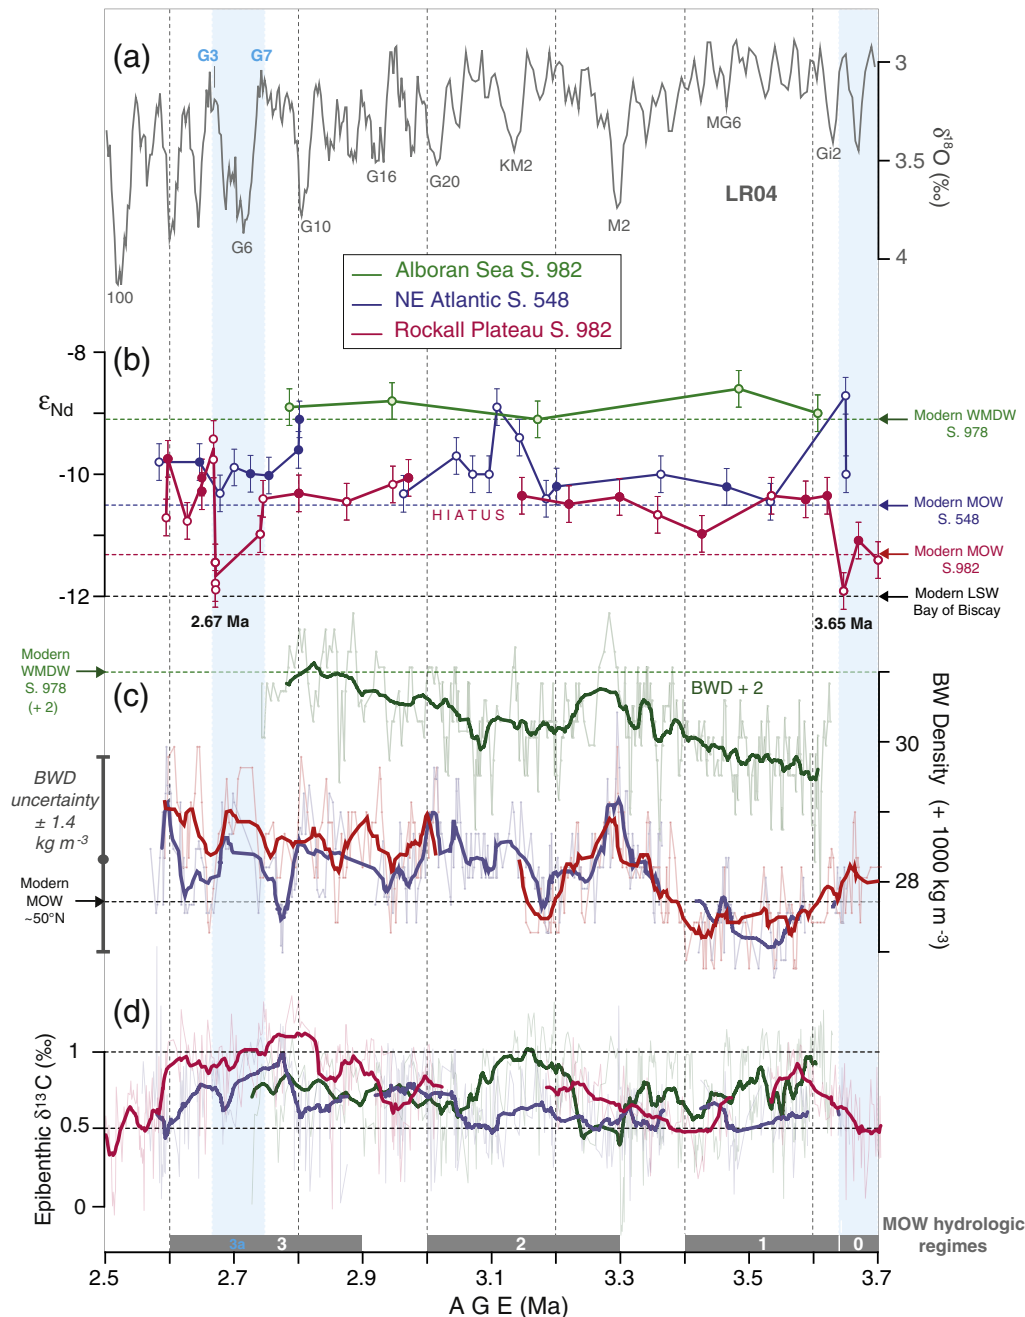 (a)
G3
G7
3
MG6
Gi2
KM2
G16
G20
3.5
δ18O (‰)
LR04
G10
M2
G6
4
100
Alboran Sea S. 982
NE Atlantic S. 548
Rockall Plateau S. 982
(b)
-8
εNd
Modern WMDW
S. 978
-10
HIATUS
Modern MOW
S. 548
Modern MOW
S.982
-12
Modern LSW
Bay of Biscay
2.67 Ma
3.65 Ma
Modern
WMDW
S. 978
(+ 2)
(c)
BWD + 2
30
BW Density (+ 1000 kg m-3)
BWD
uncertainty
± 1.4
kg m-3
28
Modern
MOW
~50°N
(d)
1
0.5
0
Epibenthic δ13C (‰)
3a
3
2
1
0
MOW hydrologic
regimes
2.5
2.7
2.9
3.1
3.3
3.5
3.7
AGE (Ma)